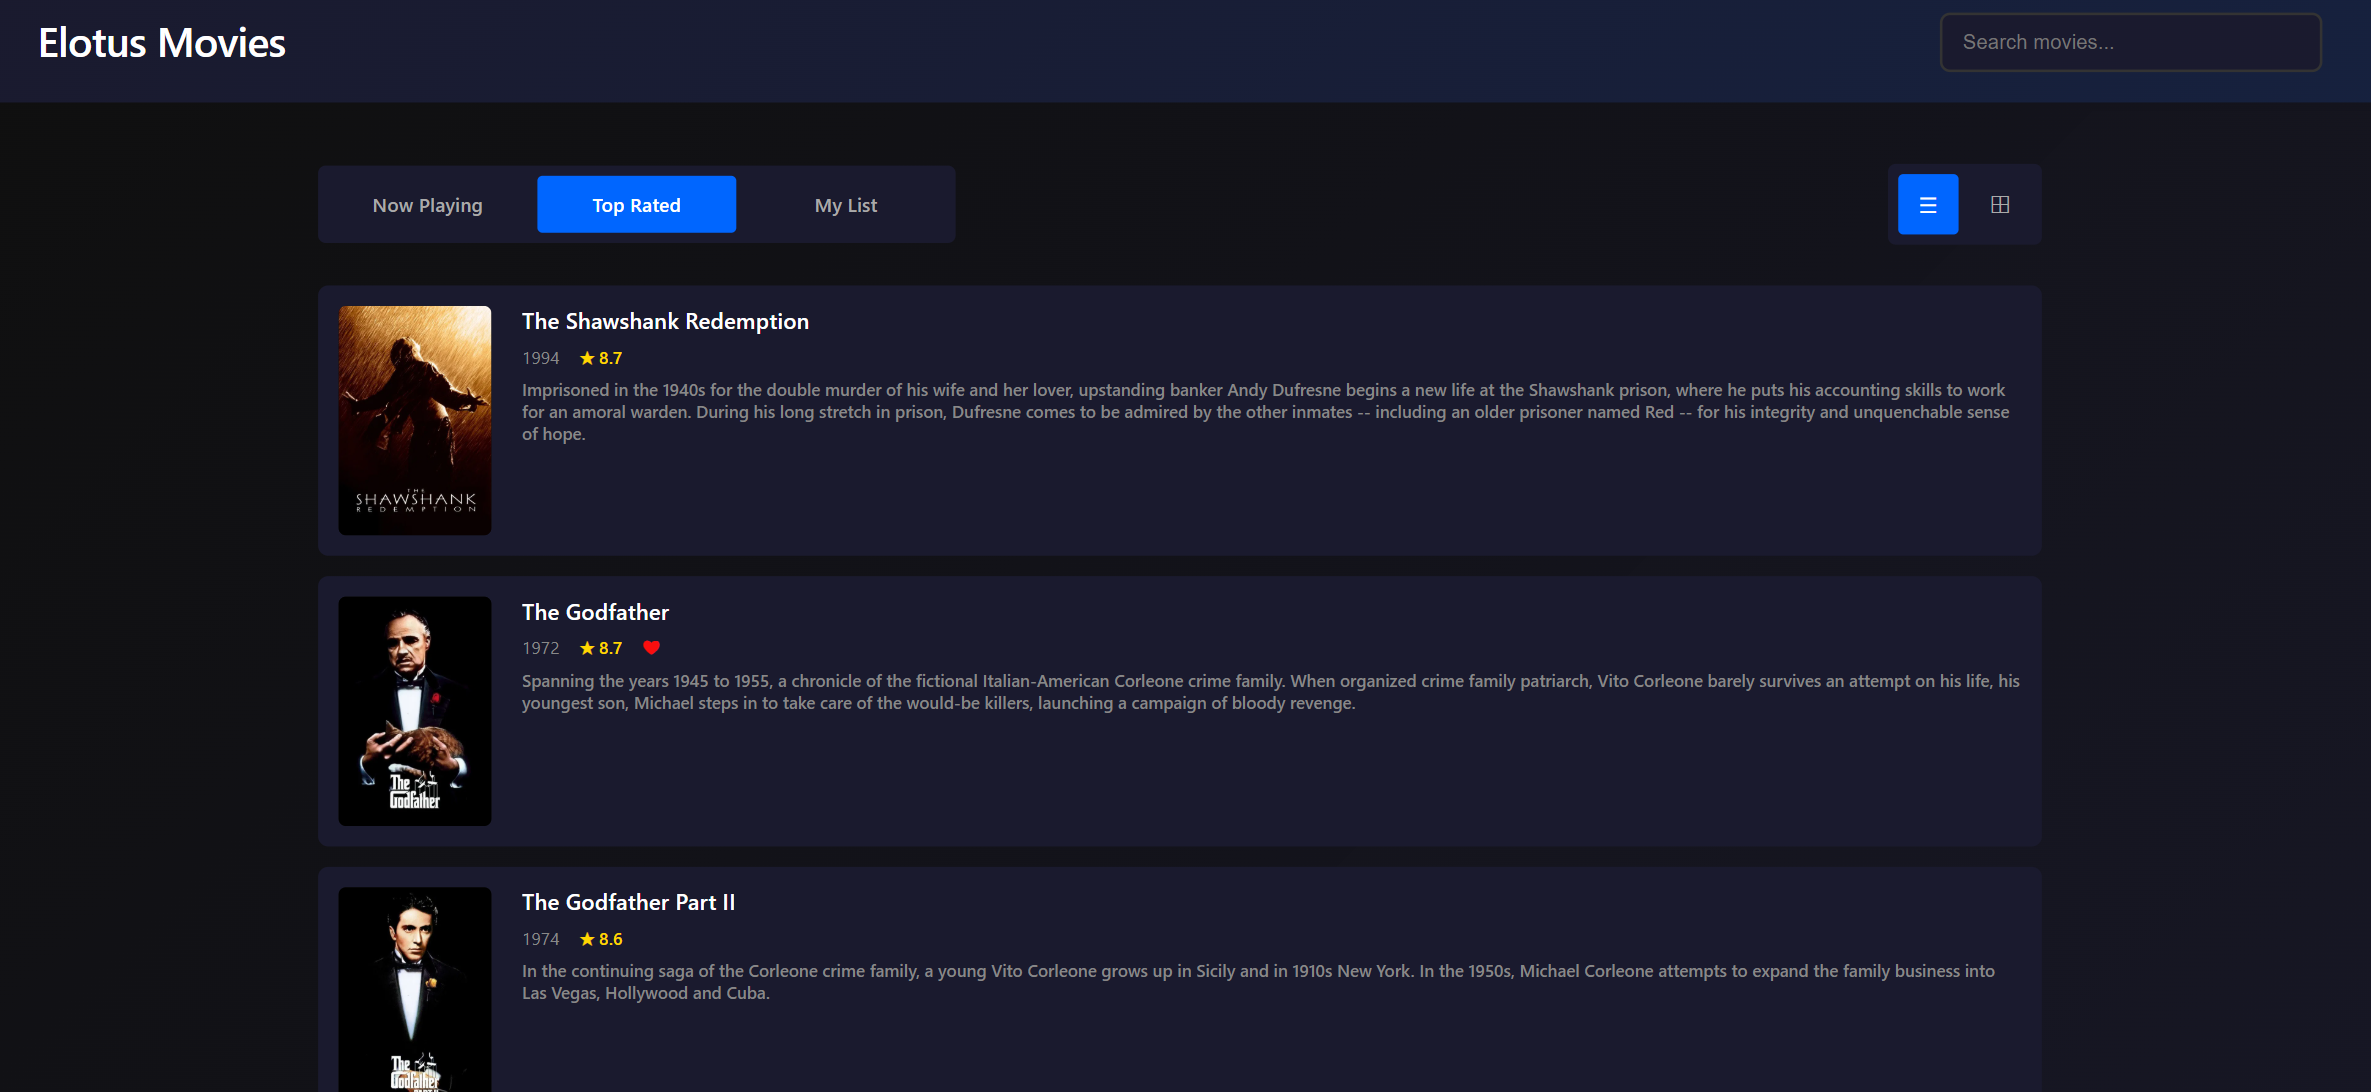 Elotus Movies
Search movies...
Now Playing
Top Rated
My List
The Shawshank Redemption
1994 ★ 8.7
Imprisoned in the 1940s for the double murder of his wife and her lover, upstanding banker Andy Dufresne begins a new life at the Shawshank prison, where he puts his accounting skills to work
for an amoral warden. During his long stretch in prison, Dufresne comes to be admired by the other inmates -- including an older prisoner named Red -- for his integrity and unquenchable sense
of hope.
THE
SHAWSHANK
REDEMPTION
The Godfather
1972 ★ 8.7 ❤
Spanning the years 1945 to 1955, a chronicle of the fictional Italian-American Corleone crime family. When organized crime family patriarch, Vito Corleone barely survives an attempt on his life, his
youngest son, Michael steps in to take care of the would-be killers, launching a campaign of bloody revenge.
The
Godfather
The Godfather Part II
1974 ★ 8.6
In the continuing saga of the Corleone crime family, a young Vito Corleone grows up in Sicily and in 1910s New York. In the 1950s, Michael Corleone attempts to expand the family business into
Las Vegas, Hollywood and Cuba.
The
Godfather